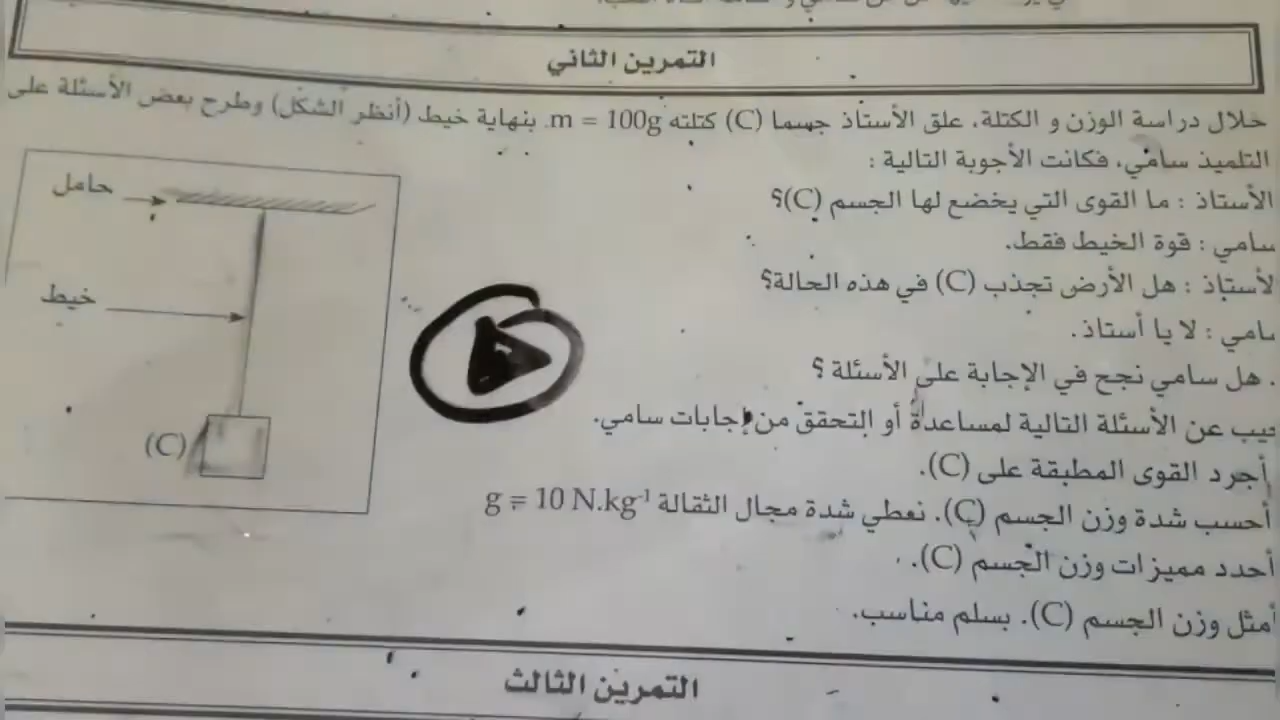 التمرين الثاني
خلال دراسة الوزن و الكتلة، علق الأستاذ جسما (C) كتلته m = 100g. بنهاية خيط (أنظر الشكل) وطرح بعض الأسئلة على
التلميذ سامي، فكانت الأجوبة التالية :
الأستاذ : ما القوى التي يخضع لها الجسم (C)؟
سامي : قوة الخيط فقط.
لأستاذ : هل الأرض تجذب (C) في هذه الحالة؟
سامي : لا يا أستاذ.
. هل سامي نجح في الإجابة على الأسئلة ؟
جيب عن الأسئلة التالية لمساعدة أو التحقق من إجابات سامي.
أجرد القوى المطبقة على (C).
أحسب شدة وزن الجسم (C). نعطي شدة مجال الثقالة g = 10 N.kg⁻¹
أحدد مميزات وزن الجسم (C).
أمثل وزن الجسم (C). بسلم مناسب.
حامل
خيط
(C)
التمرين الثالث